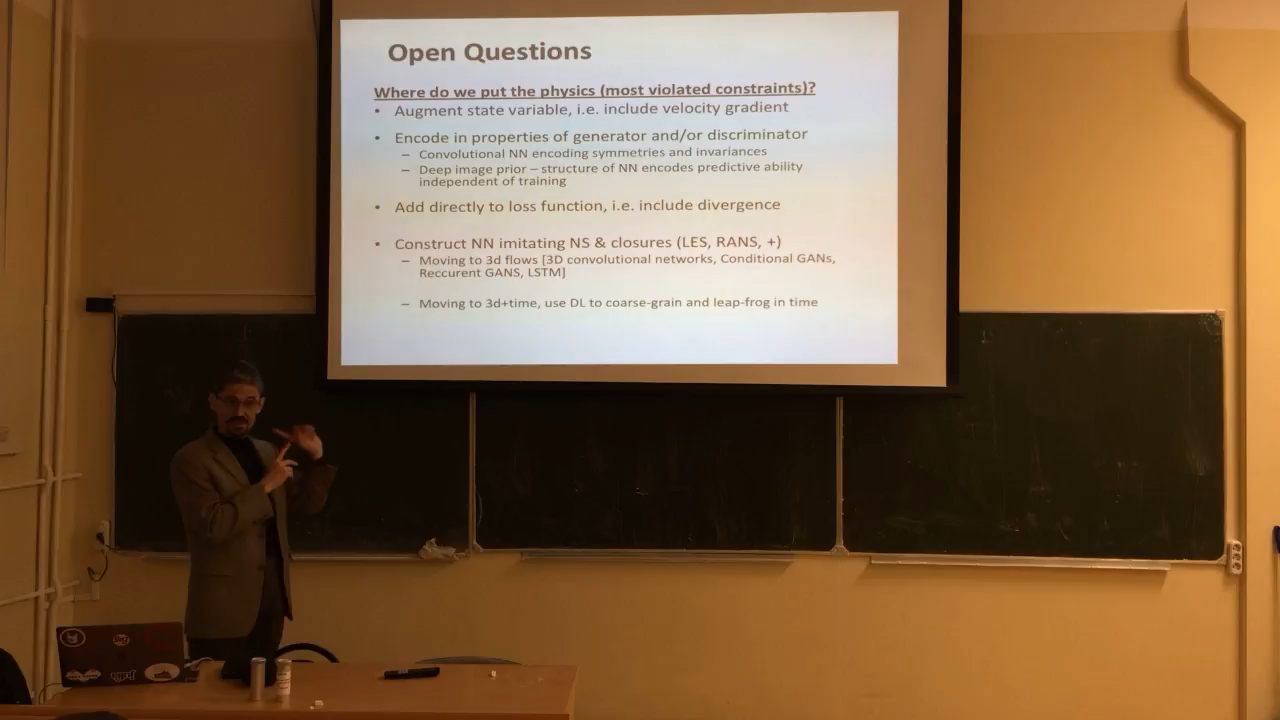 Open Questions
Where do we put the physics (most violated constraints)?
• Augment state variable, i.e. include velocity gradient
• Encode in properties of generator and/or discriminator
– Convolutional NN encoding symmetries and invariances
– Deep image prior – structure of NN encodes predictive ability
independent of training
• Add directly to loss function, i.e. include divergence
• Construct NN imitating NS & closures (LES, RANS, +)
– Moving to 3d flows [3D convolutional networks, Conditional GANs,
Reccurent GANS, LSTM]
– Moving to 3d+time, use DL to coarse-grain and leap-frog in time